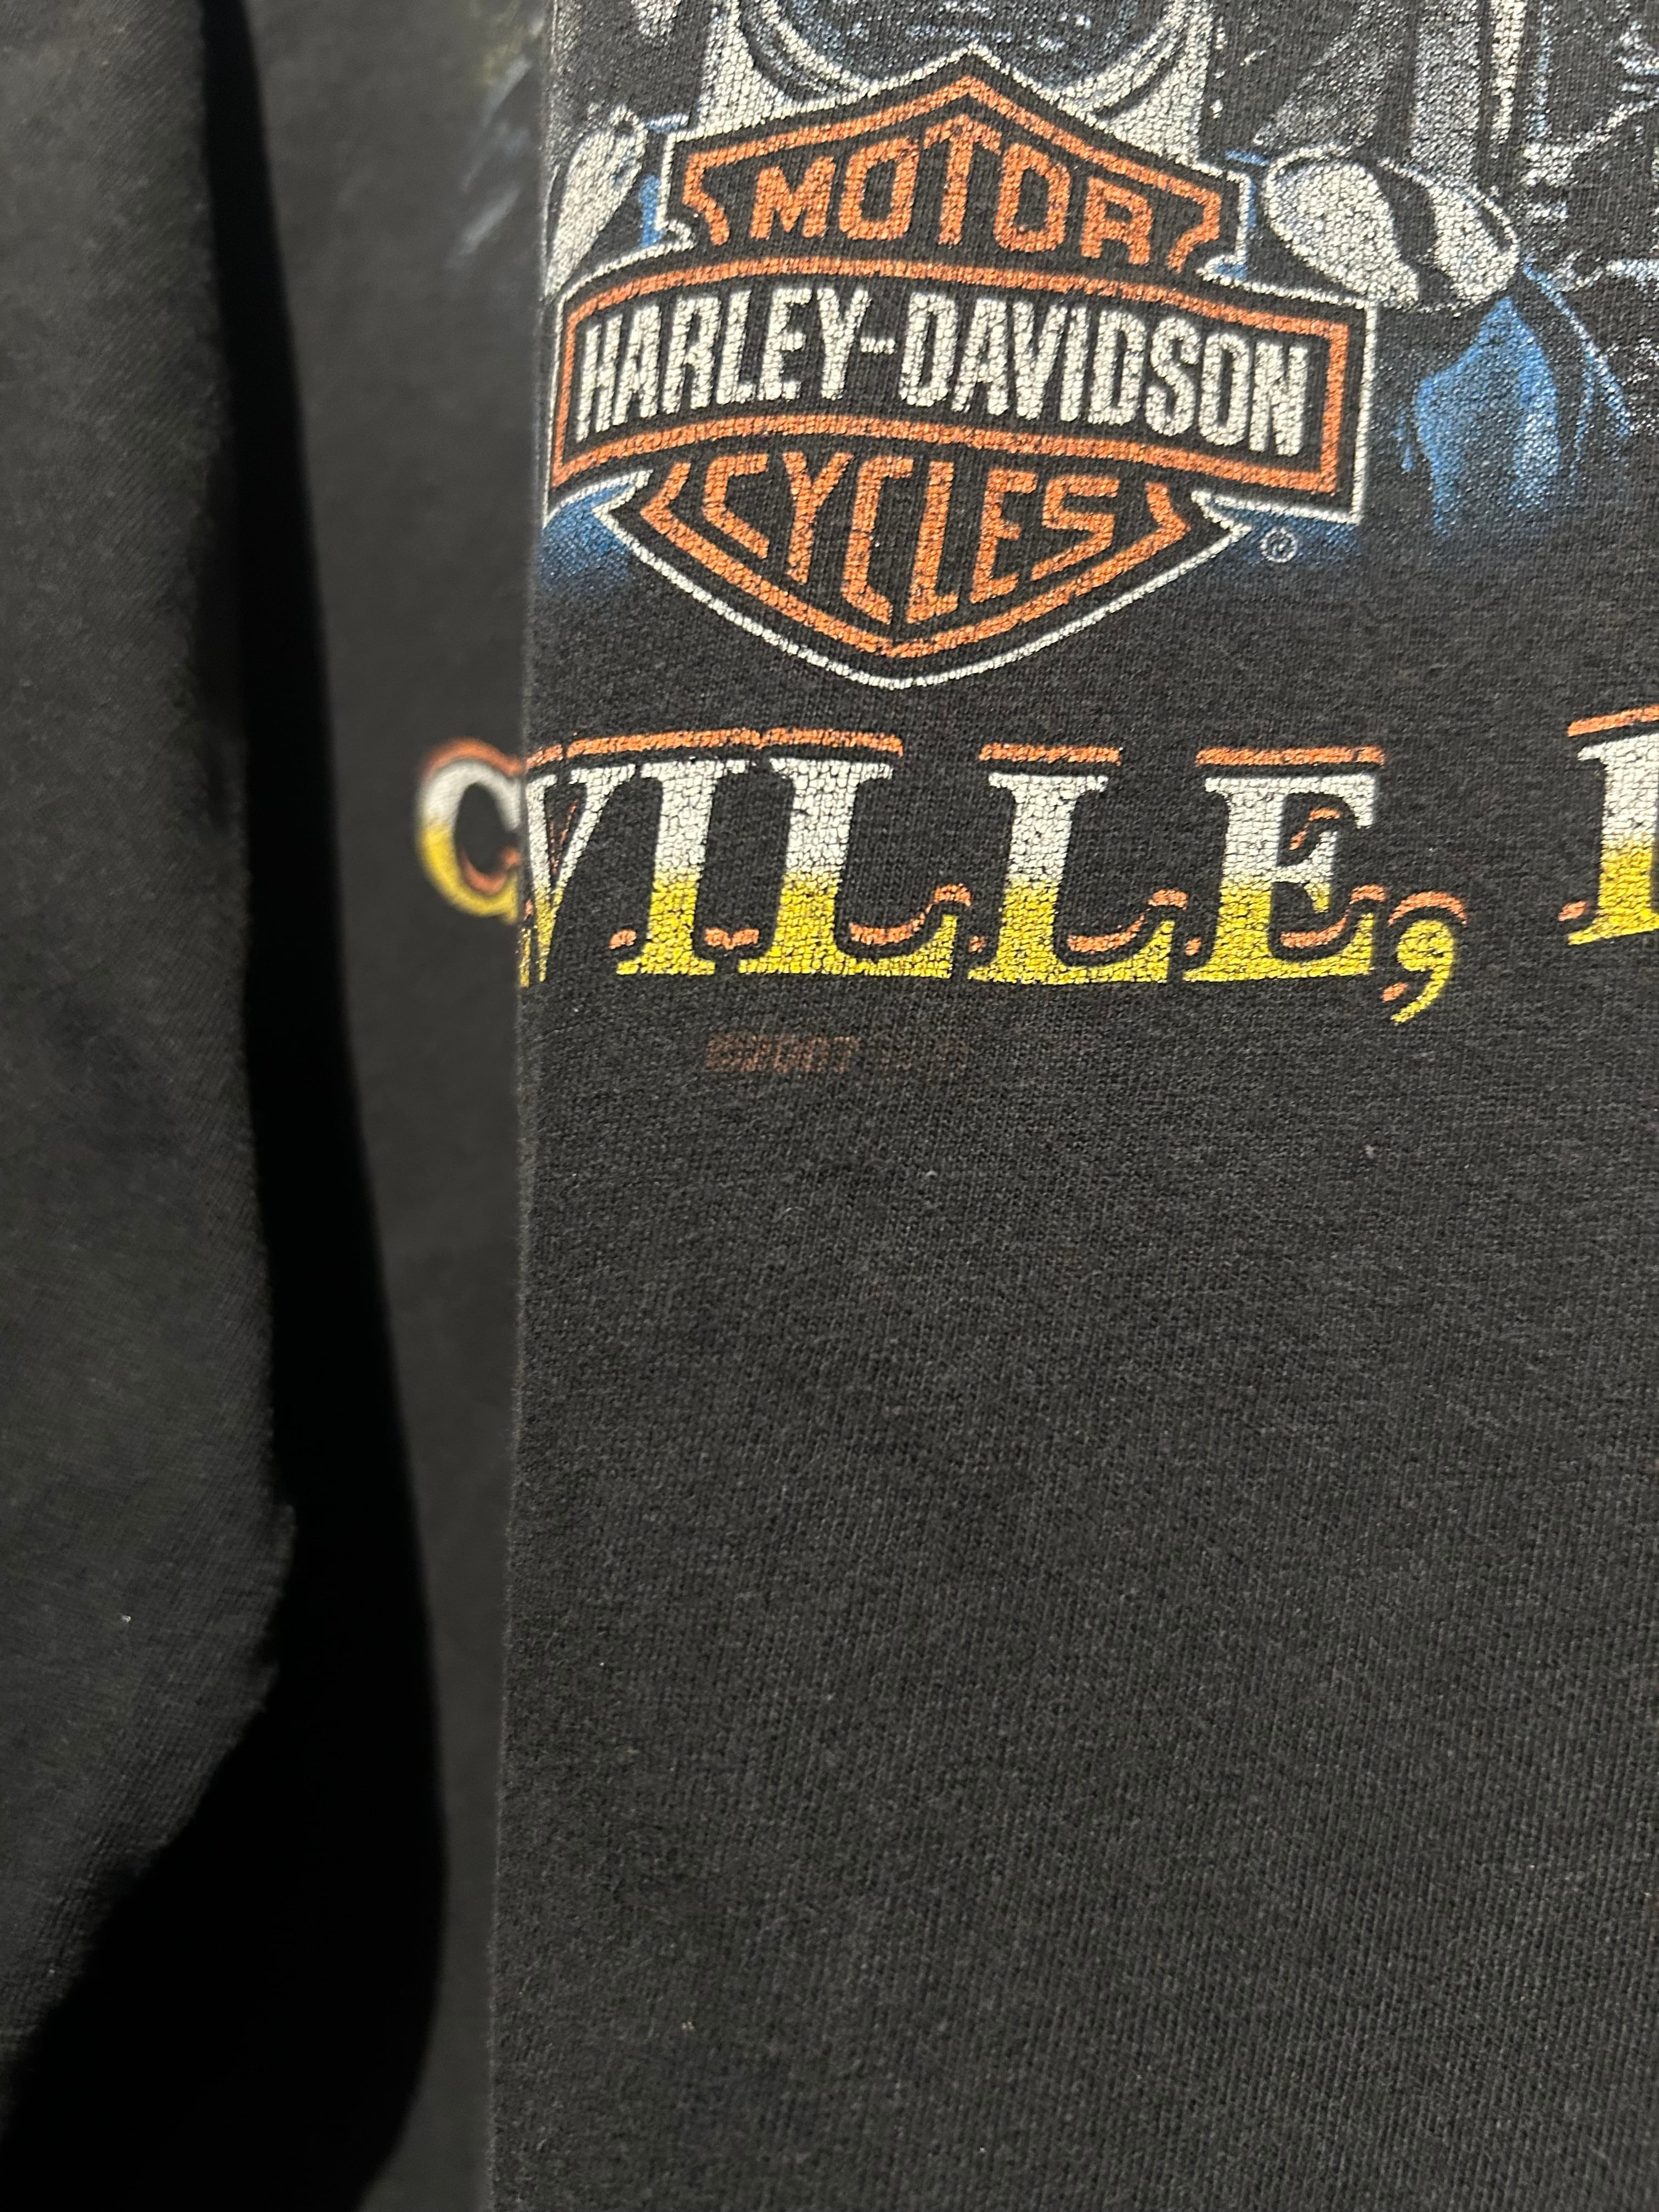 MOTOR
HARLEY-DAVIDSON
CYCLES
®
C VILLE,